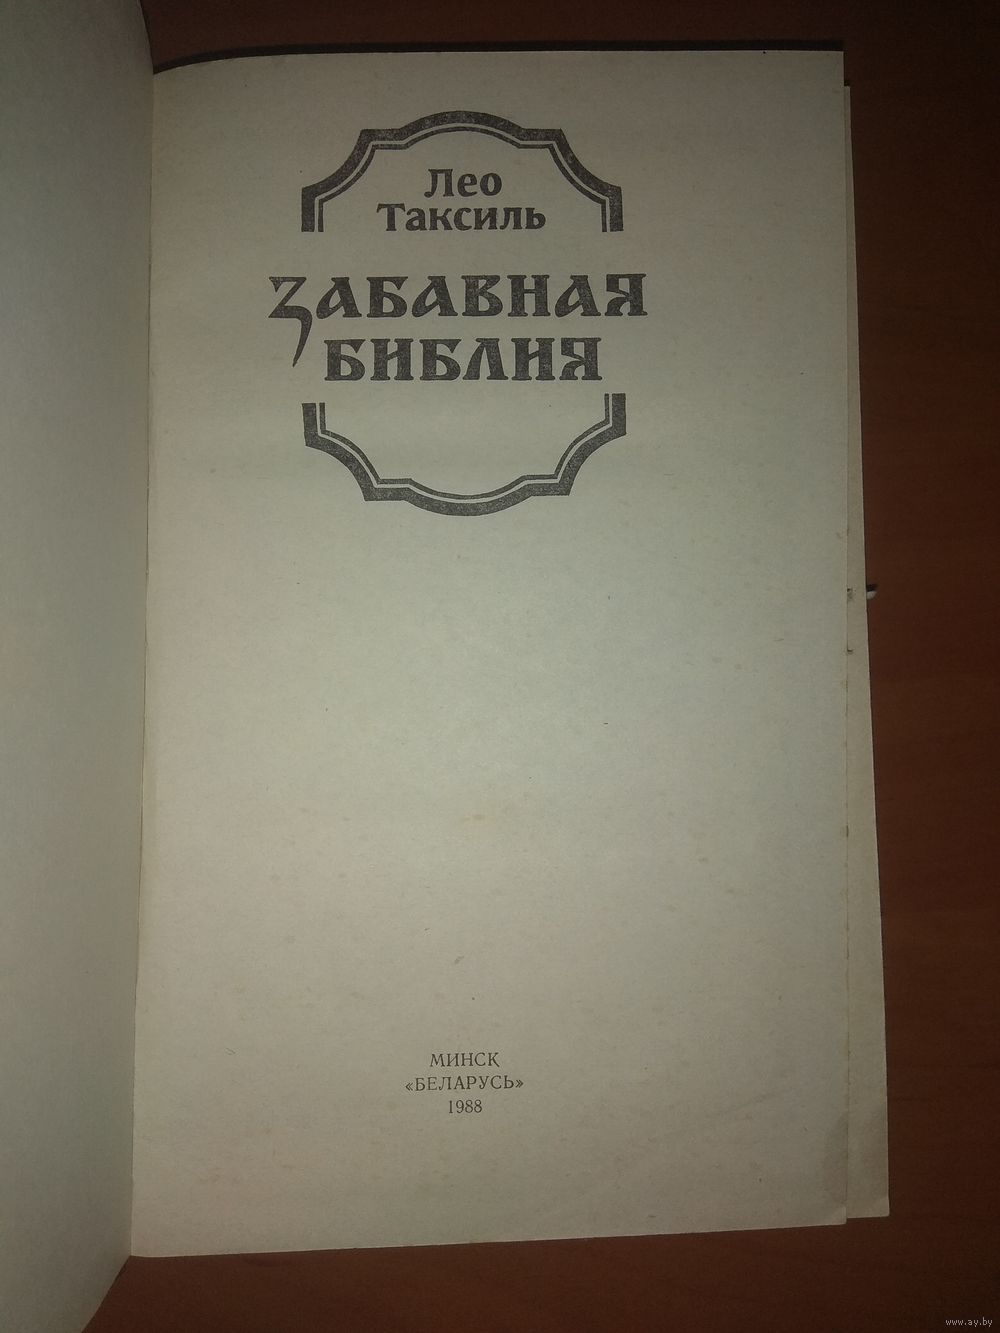 Лео
Таксиль
ЗАБАВНАЯ
БИБЛИЯ
МИНСК
«БЕЛАРУСЬ»
1988
www.ay.by